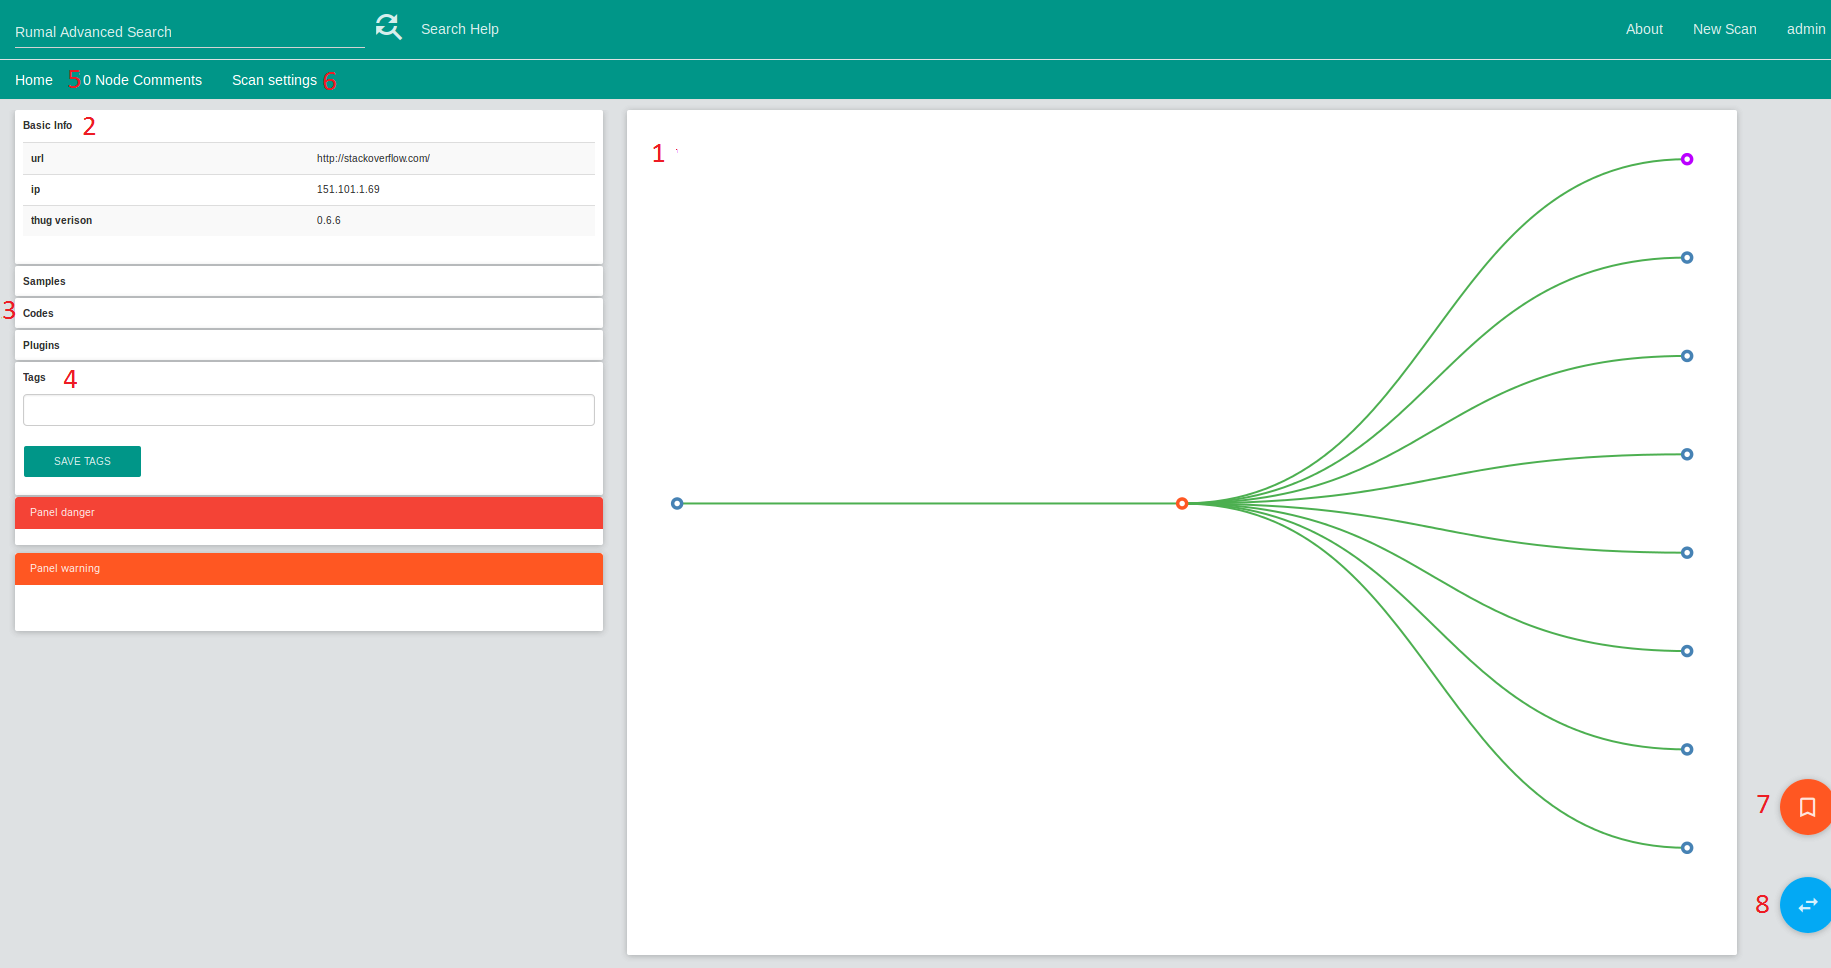 Rumal Advanced Search
Search Help
About
New Scan
admin
Home
5
0 Node Comments
Scan settings
6
Basic Info
2
url
http://stackoverflow.com/
ip
151.101.1.69
thug verison
0.6.6
Samples
3
Codes
Plugins
Tags
4
SAVE TAGS
Panel danger
Panel warning
1
7
8